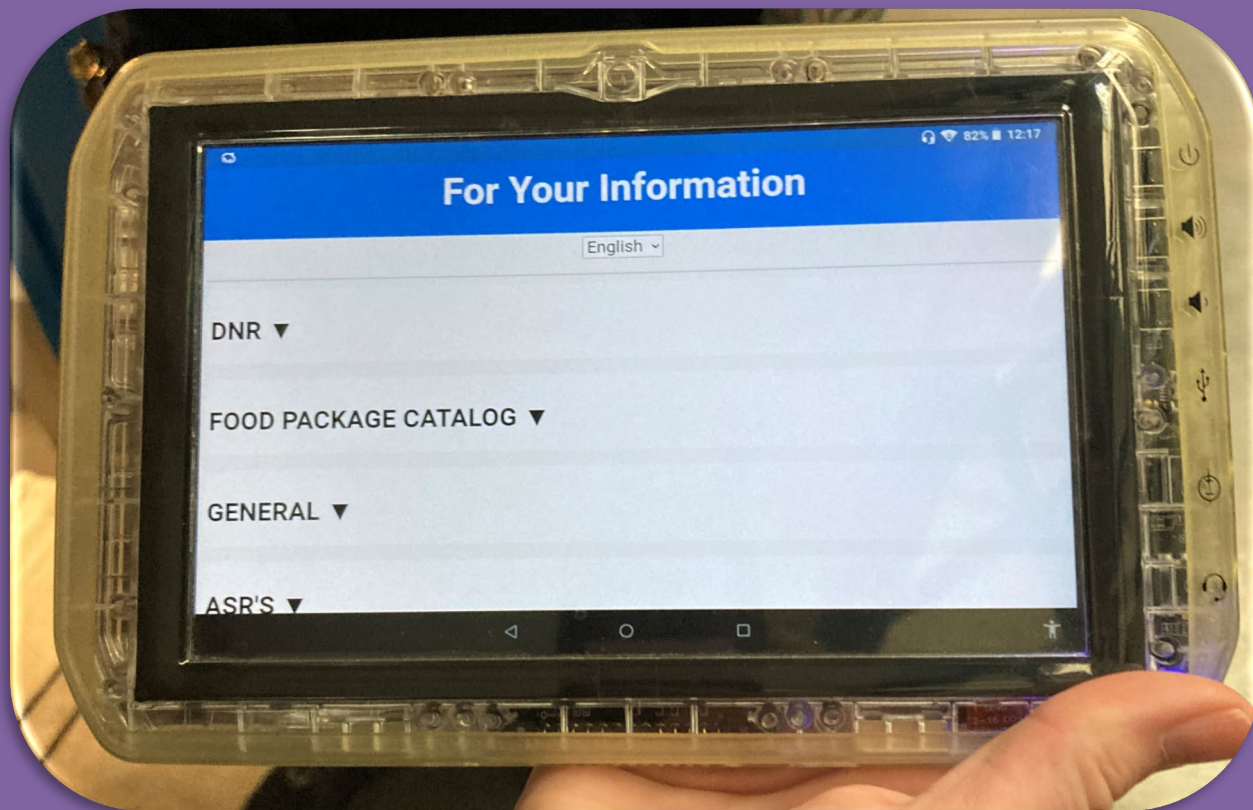 82% 12:17
For Your Information
English
DNR ▼
FOOD PACKAGE CATALOG ▼
GENERAL ▼
ASR'S ▼